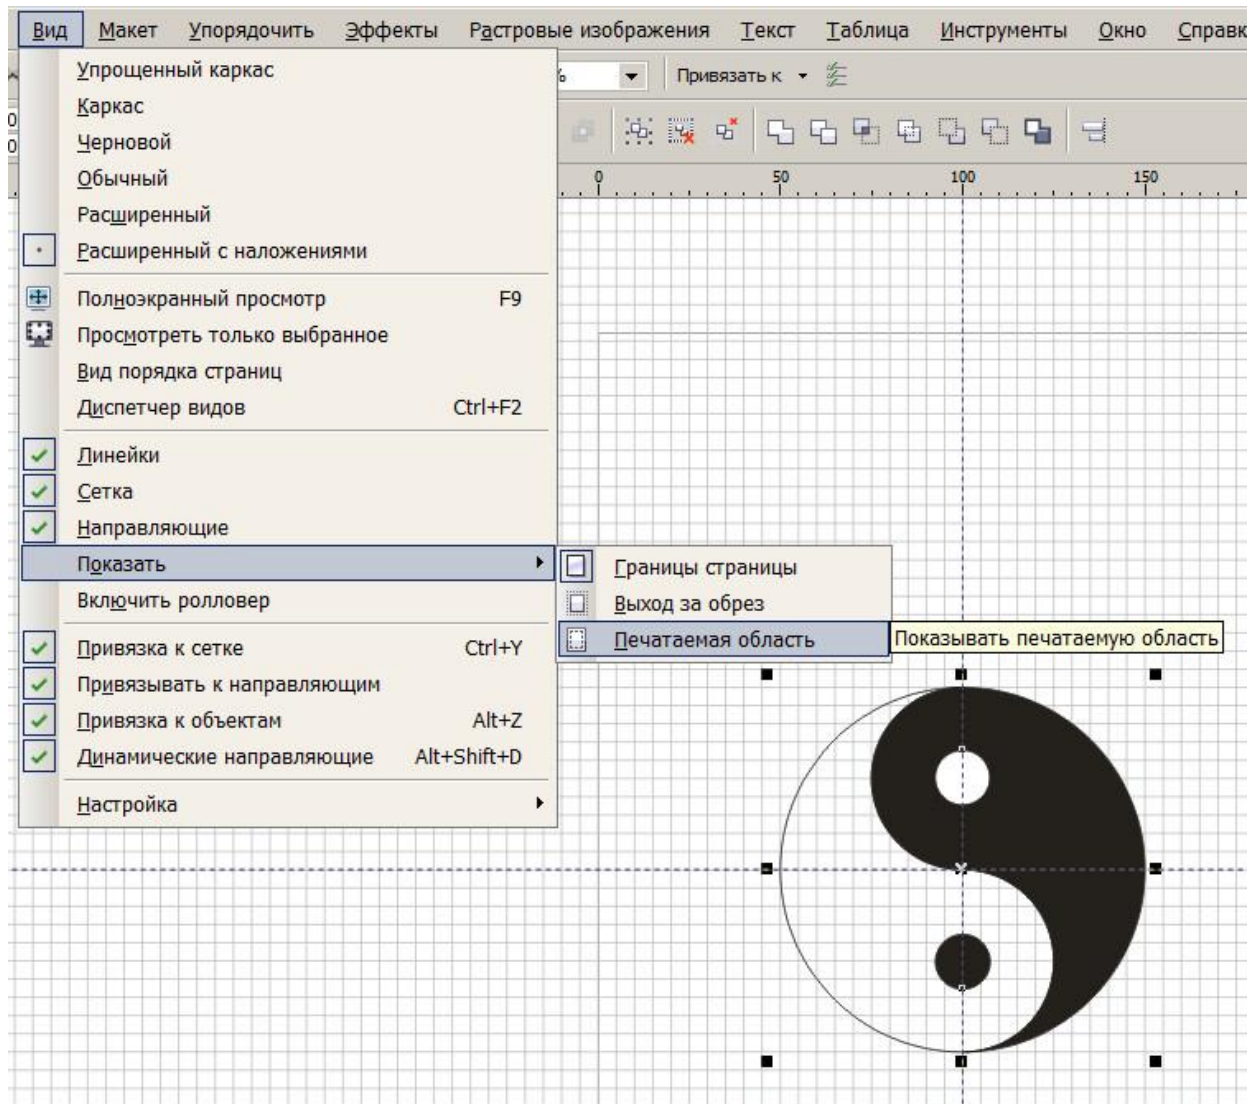 Вид Макет Упорядочить Эффекты Растровые изображения Текст Таблица Инструменты Окно
Упрощенный каркас
% Привязать к
Каркас
Черновой
Обычный
0 50 100 150
Расширенный
Расширенный с наложениями
Полноэкранный просмотр F9
Просмотреть только выбранное
Вид порядка страниц
Диспетчер видов Ctrl+F2
Линейки
Сетка
Направляющие
Показать
Границы страницы
Включить ролловер
Выход за обрез
Печатаемая область
Показывать печатаемую область
Привязка к сетке Ctrl+Y
Привязывать к направляющим
Привязка к объектам Alt+Z
Динамические направляющие Alt+Shift+D
Настройка